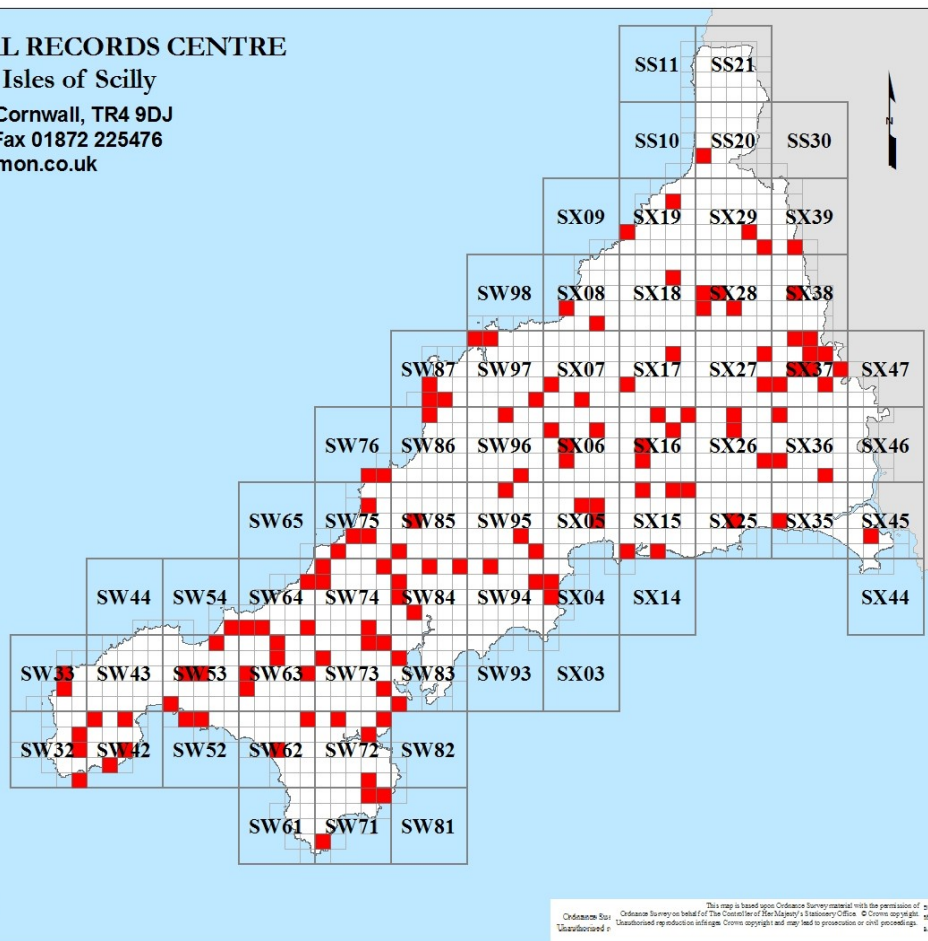 L RECORDS CENTRE
Isles of Scilly
Cornwall, TR4 9DJ
Fax 01872 225476
mon.co.uk
N
SS11 SS21
SS10 SS20 SS30
SX09 SX19 SX29 SX39
SW98 SX08 SX18 SX28 SX38
SW87 SW97 SX07 SX17 SX27 SX37 SX47
SW76 SW86 SW96 SX06 SX16 SX26 SX36 SX46
SW65 SW75 SW85 SW95 SX05 SX15 SX25 SX35 SX45
SW44 SW54 SW64 SW74 SW84 SW94 SX04 SX14 SX44
SW33 SW43 SW53 SW63 SW73 SW83 SW93 SX03
SW32 SW42 SW52 SW62 SW72 SW82
SW61 SW71 SW81
This map is based upon Ordnance Survey material with the permission of
Ordnance Survey on behalf of The Controller of Her Majesty's Stationery Office. © Crown copyright.
Unauthorised reproduction infringes Crown copyright and may lead to prosecution or civil proceedings.
Ordnance Sur
Unauthorised r